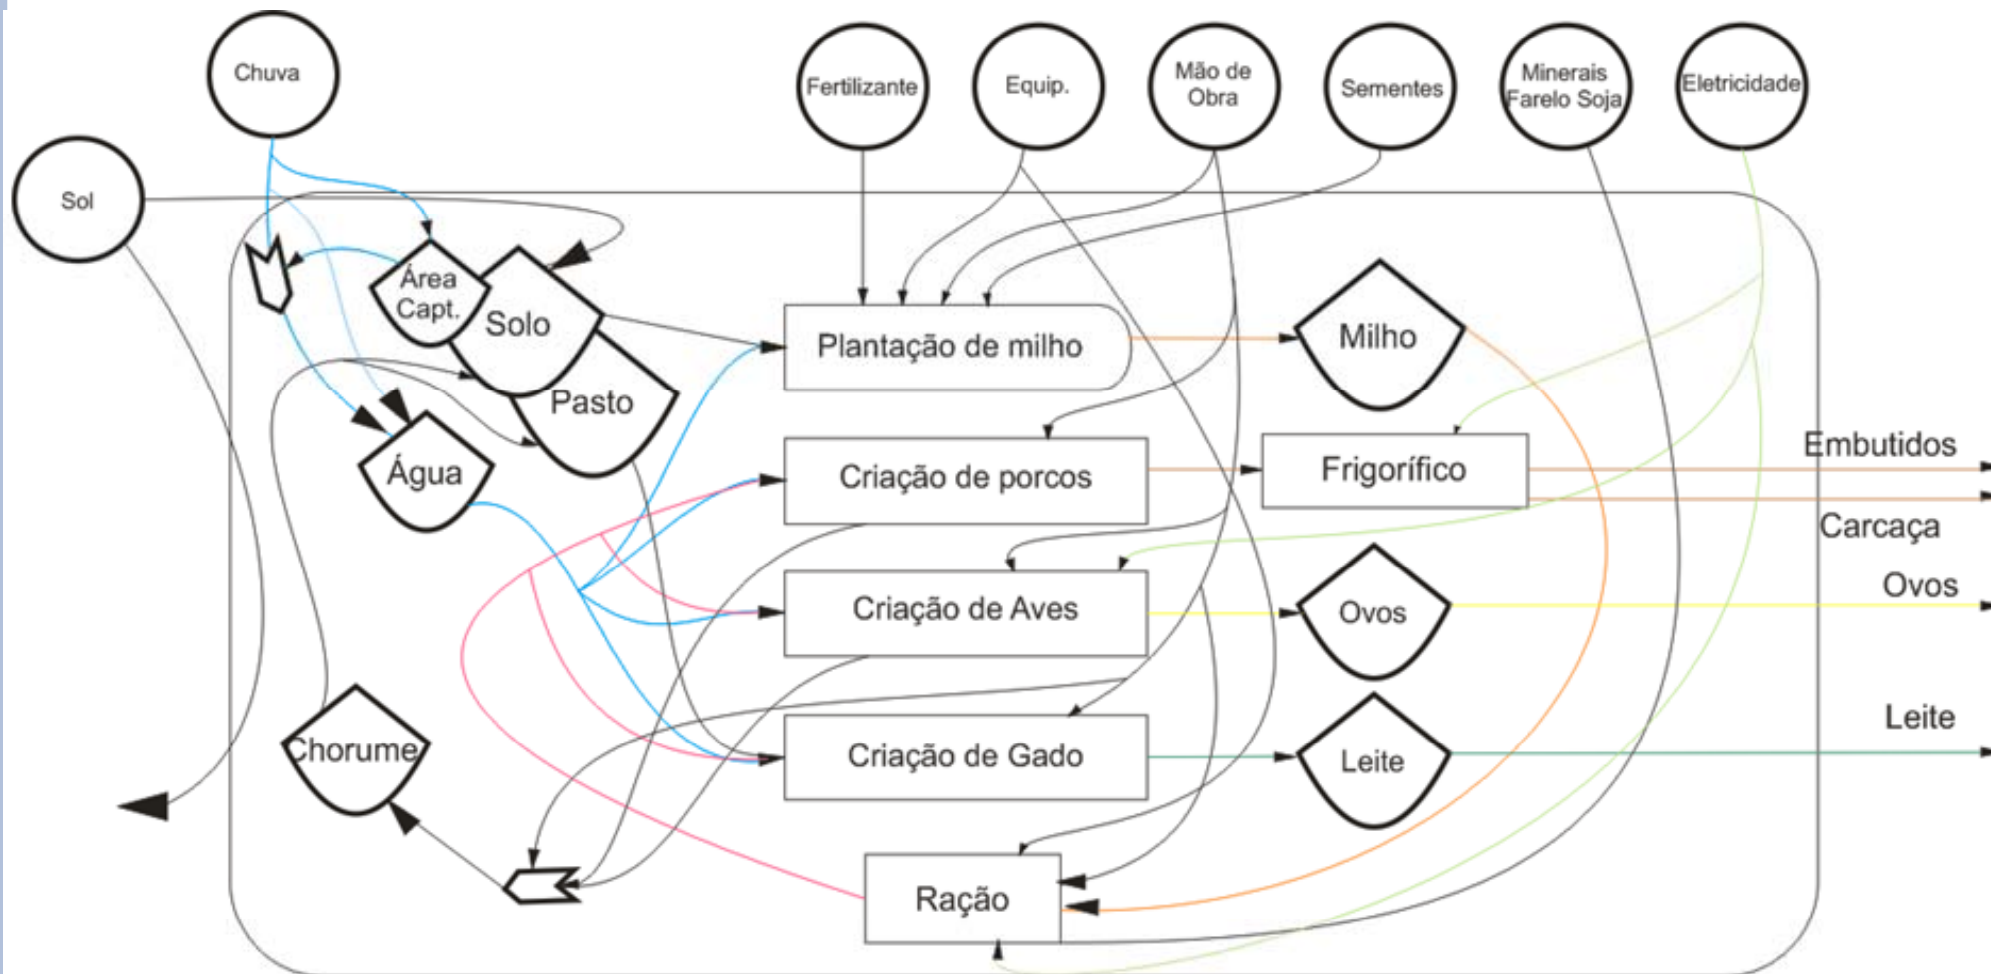 Chuva
Sol
Fertilizante
Equip.
Mão de
Obra
Sementes
Minerais
Farelo Soja
Eletricidade
Área
Capt.
Solo
Pasto
Água
Chorume
Plantação de milho
Milho
Criação de porcos
Frigorífico
Embutidos
Carcaça
Criação de Aves
Ovos
Ovos
Criação de Gado
Leite
Leite
Ração